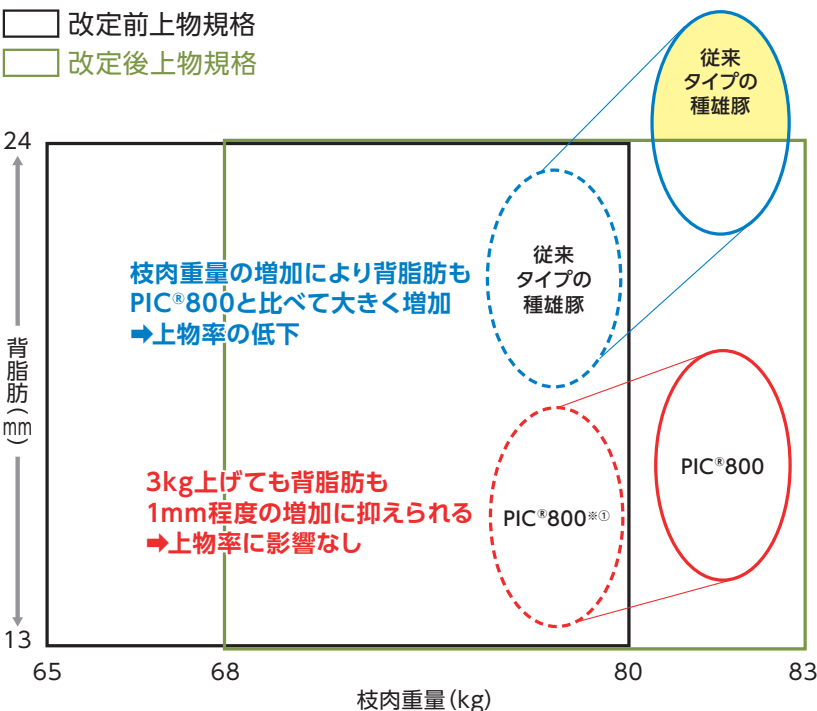 改定前上物規格
改定後上物規格
従来
タイプの
種雄豚
24
従来
タイプの
種雄豚
枝肉重量の増加により背脂肪も
PIC®800と比べて大きく増加
➡上物率の低下
背脂肪(mm)
3kg上げても背脂肪も
1mm程度の増加に抑えられる
➡上物率に影響なし
PIC®800
PIC®800※①
13
65
68
80
83
枝肉重量(kg)